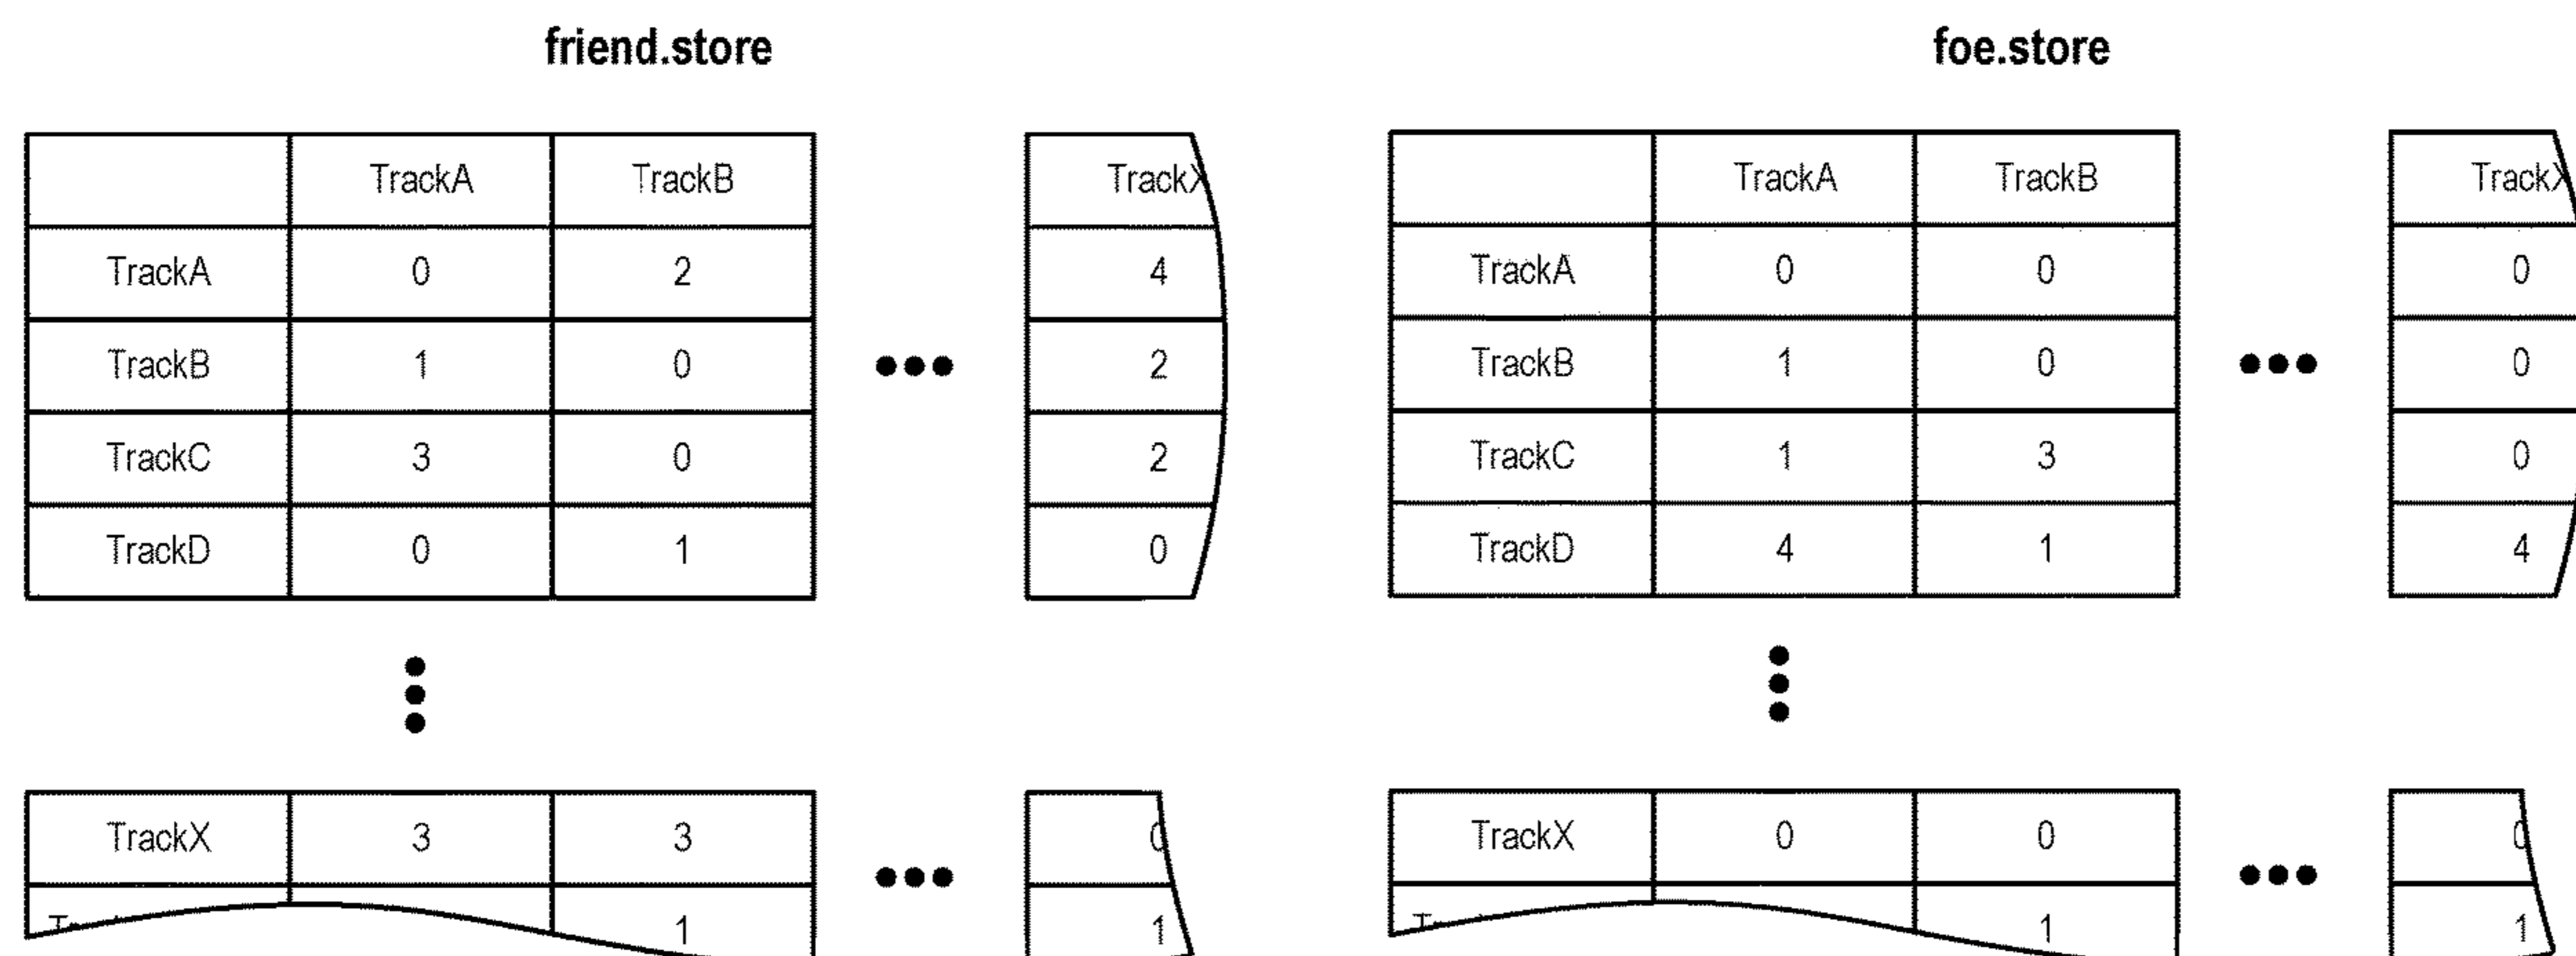 friend.store foe.store
TrackA TrackB TrackX TrackA TrackB TrackX
TrackA 0 2 4 TrackA 0 0 0
TrackB 1 0 2 TrackB 1 0 0
TrackC 3 0 2 TrackC 1 3 0
TrackD 0 1 0 TrackD 4 1 4
TrackX 3 3 0 TrackX 0 0 0
1 1 1 1